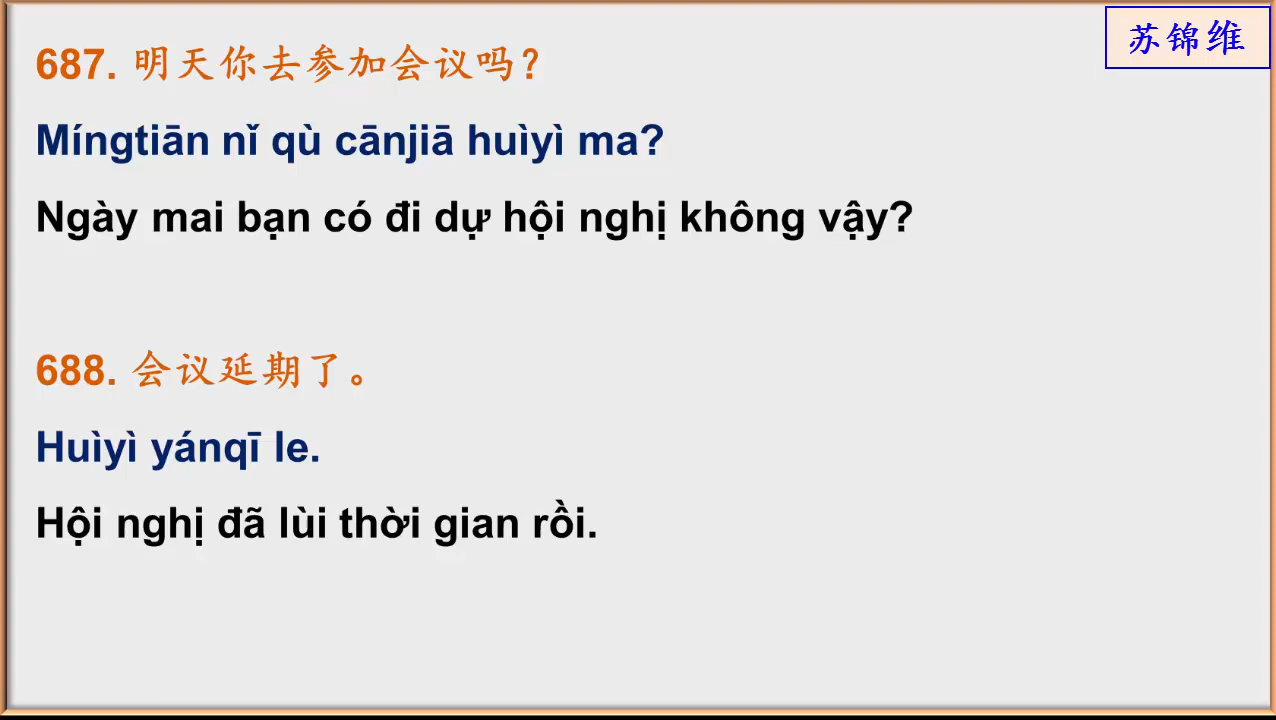 苏锦维
687. 明天你去参加会议吗？
Míngtiān nǐ qù cānjiā huìyì ma?
Ngày mai bạn có đi dự hội nghị không vậy?
688. 会议延期了。
Huìyì yánqī le.
Hội nghị đã lùi thời gian rồi.